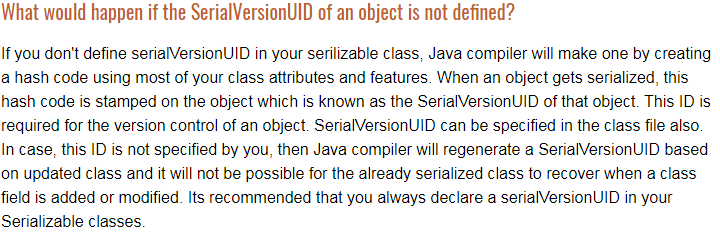 What would happen if the SerialVersionUID of an object is not defined?
If you don't define serialVersionUID in your serilizable class, Java compiler will make one by creating
a hash code using most of your class attributes and features. When an object gets serialized, this
hash code is stamped on the object which is known as the SerialVersionUID of that object. This ID is
required for the version control of an object. SerialVersionUID can be specified in the class file also.
In case, this ID is not specified by you, then Java compiler will regenerate a SerialVersionUID based
on updated class and it will not be possible for the already serialized class to recover when a class
field is added or modified. Its recommended that you always declare a serialVersionUID in your
Serializable classes.